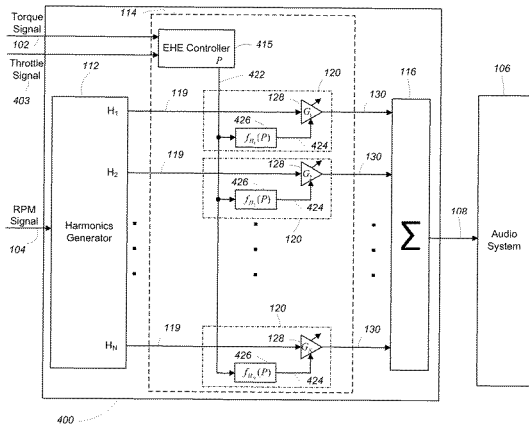 Torque
Signal
102
Throttle
Signal
403
114
EHE Controller
P
415
422
112
H1
119
120
128
G1
130
426
fH1(P)
424
116
106
H2
119
426
128
G2
130
fH2(P)
424
120
RPM
Signal
104
Harmonics
Generator
Σ
108
Audio
System
120
HN
119
128
GN
130
426
fHN(P)
424
400